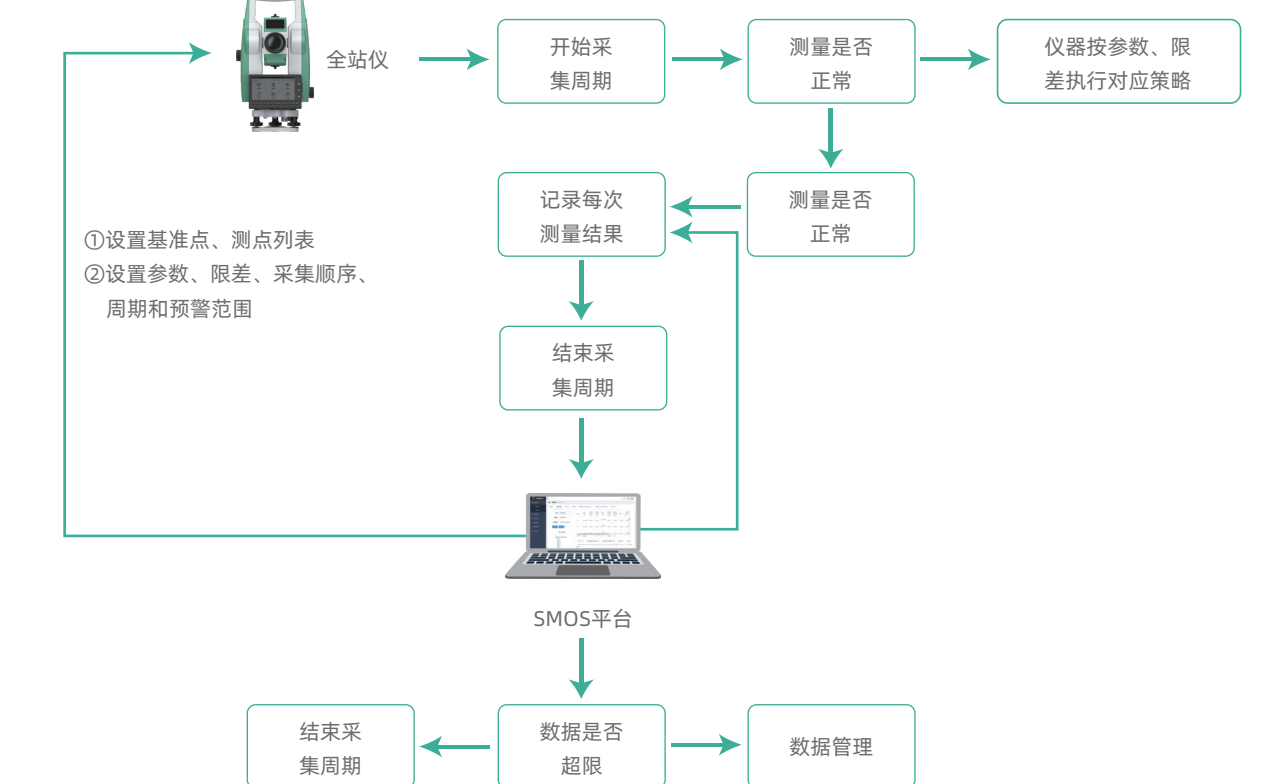 全站仪
开始采
集周期
测量是否
正常
仪器按参数、限
差执行对应策略
记录每次
测量结果
测量是否
正常
①设置基准点、测点列表
②设置参数、限差、采集顺序、
周期和预警范围
结束采
集周期
SMOS平台
结束采
集周期
数据是否
超限
数据管理